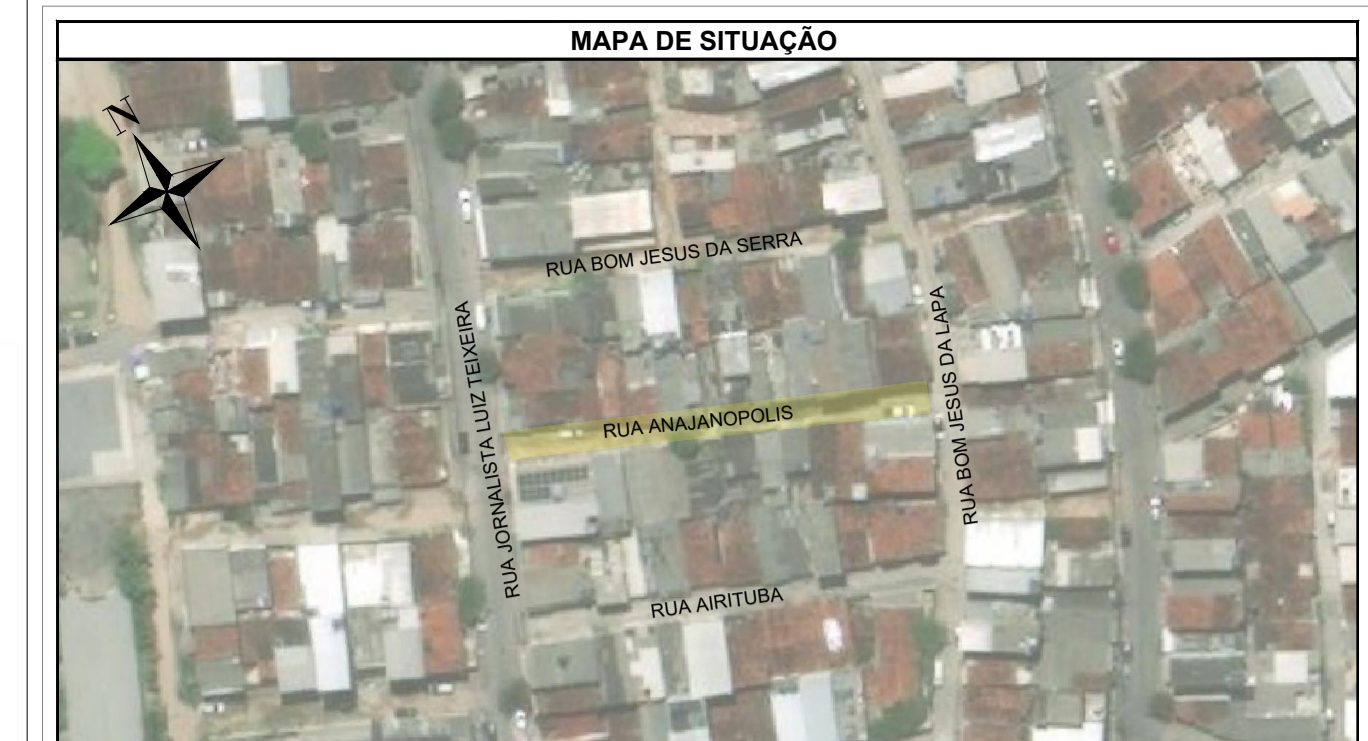 MAPA DE SITUAÇÃO
N
RUA BOM JESUS DA SERRA
RUA JORNALISTA LUIZ TEIXEIRA
RUA BOM JESUS DA LAPA
RUA ANAJANOPOLIS
RUA AIRITUBA